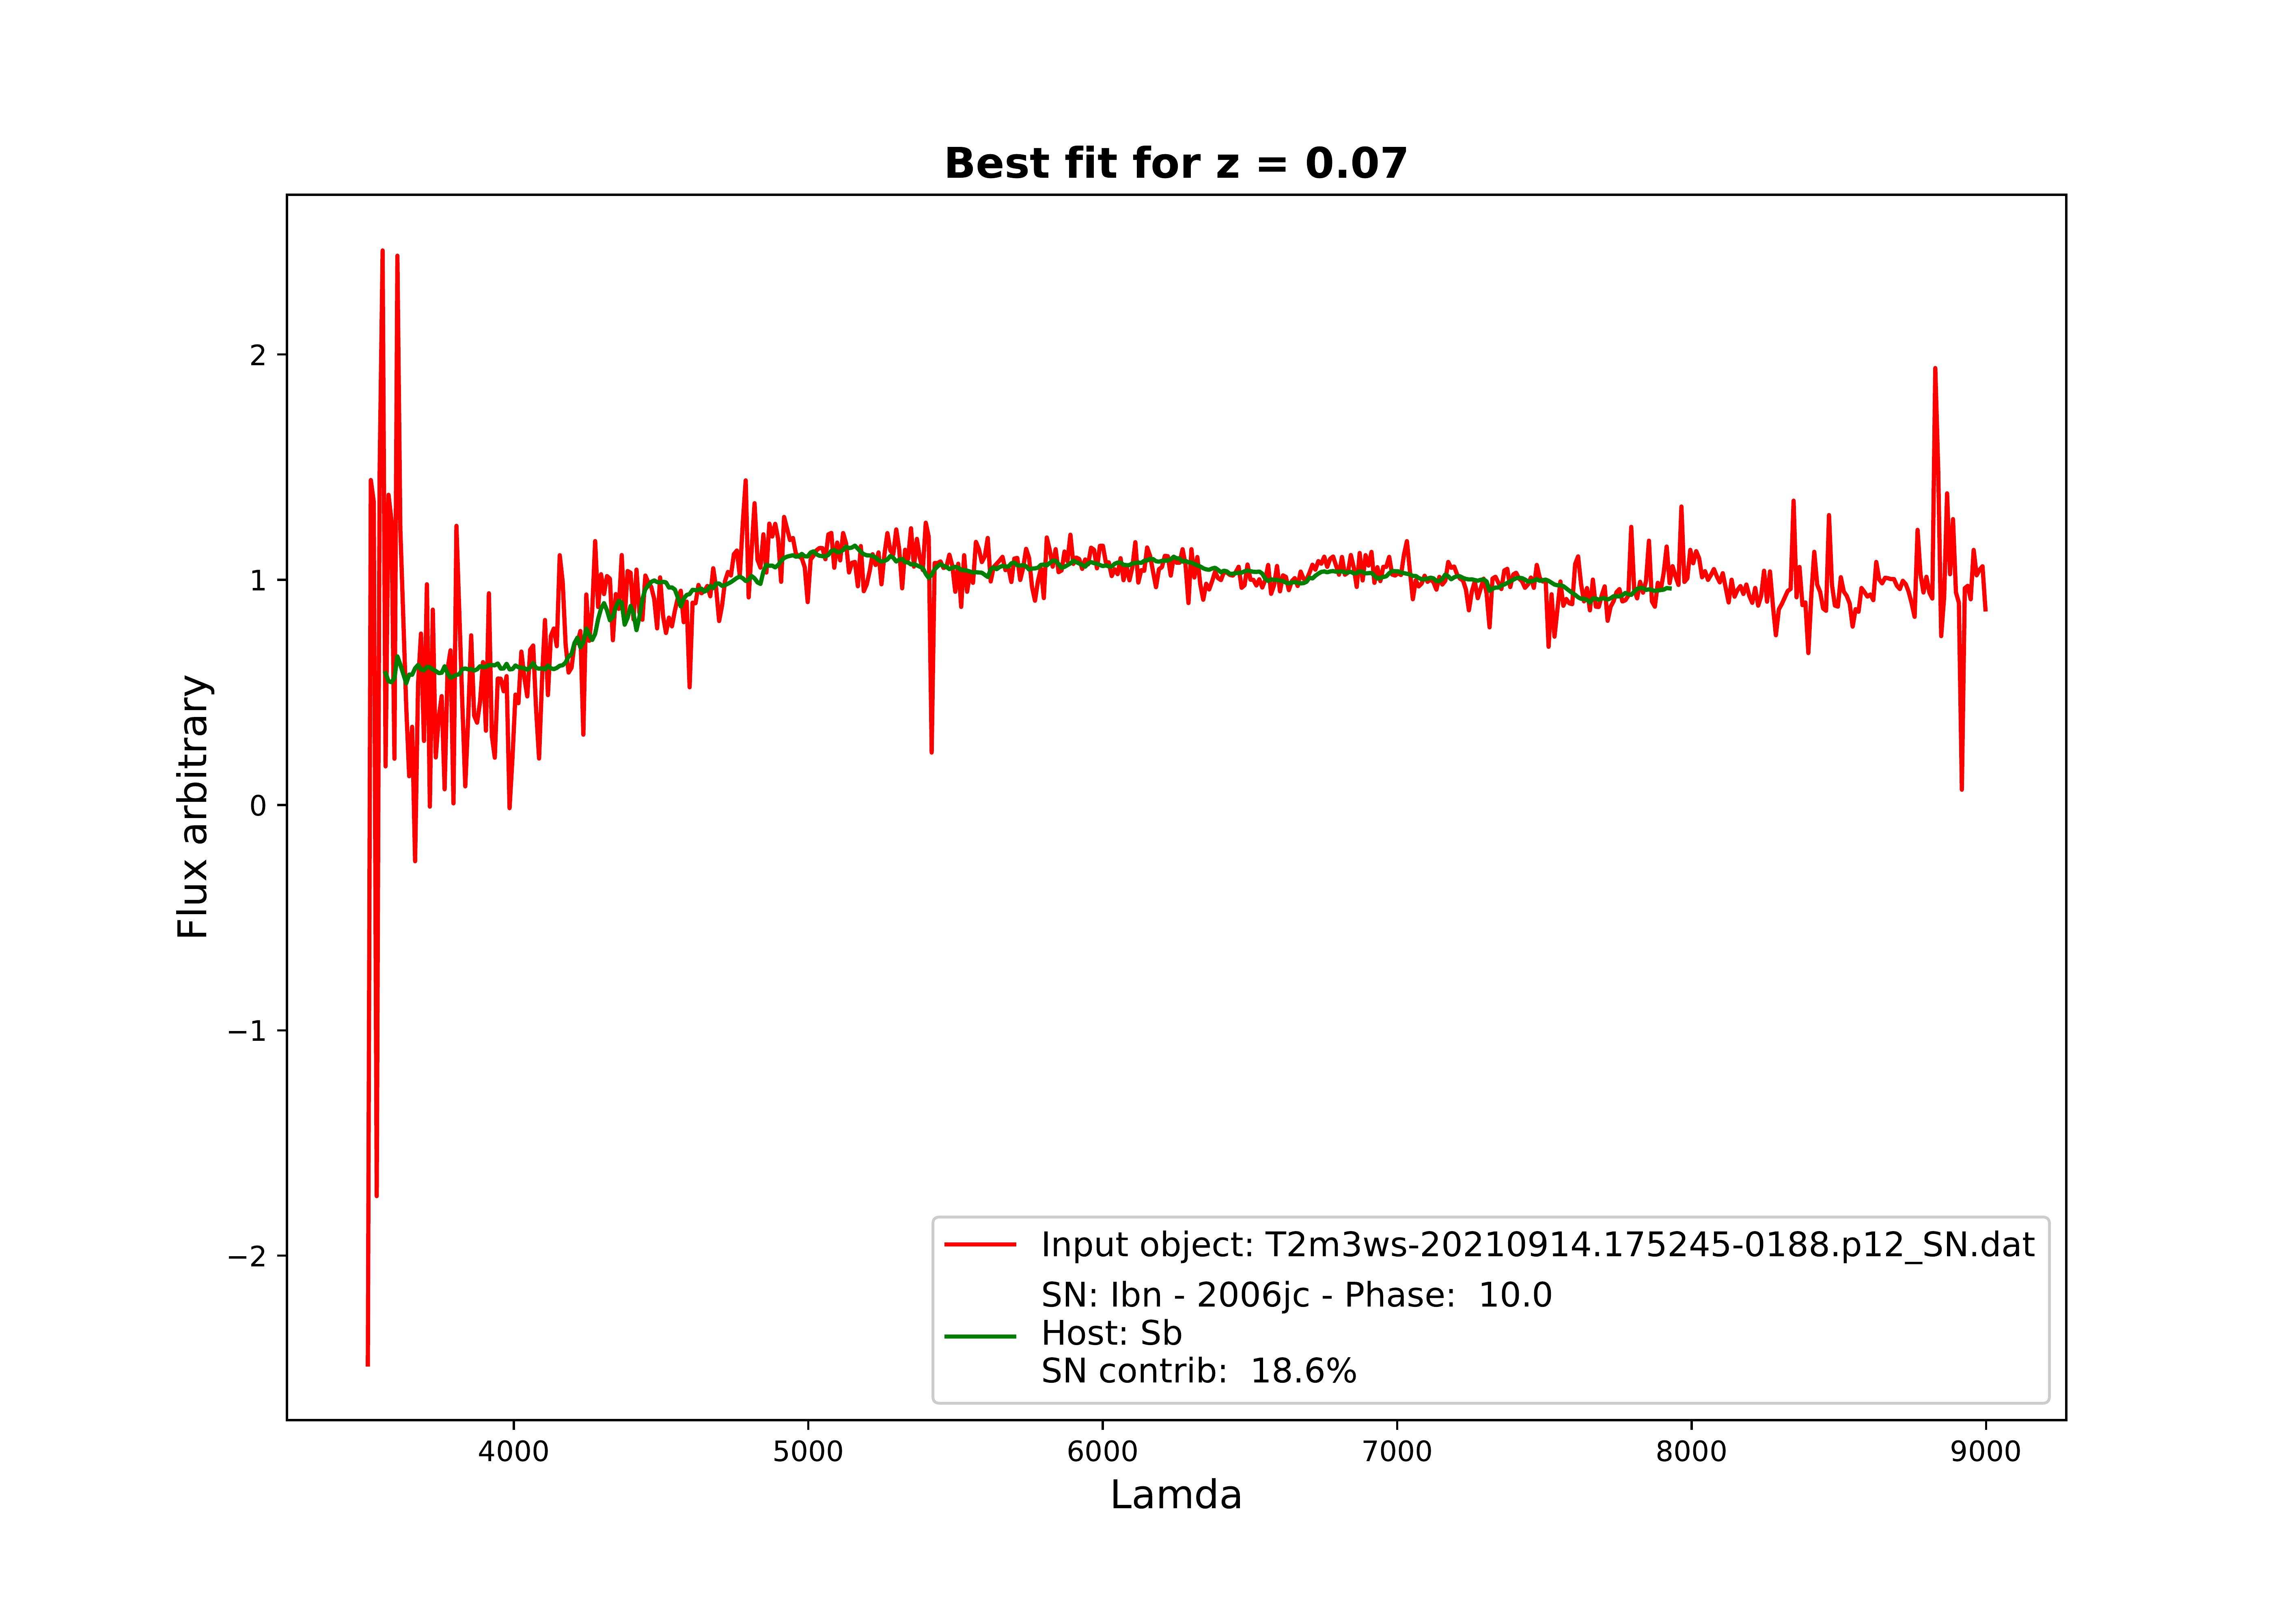 Best fit for z = 0.07
Flux arbitrary
2
1
0
−1
−2
Input object: T2m3ws-20210914.175245-0188.p12_SN.dat
SN: Ibn - 2006jc - Phase:  10.0
Host: Sb
SN contrib:  18.6%
4000 5000 6000 7000 8000 9000
Lamda